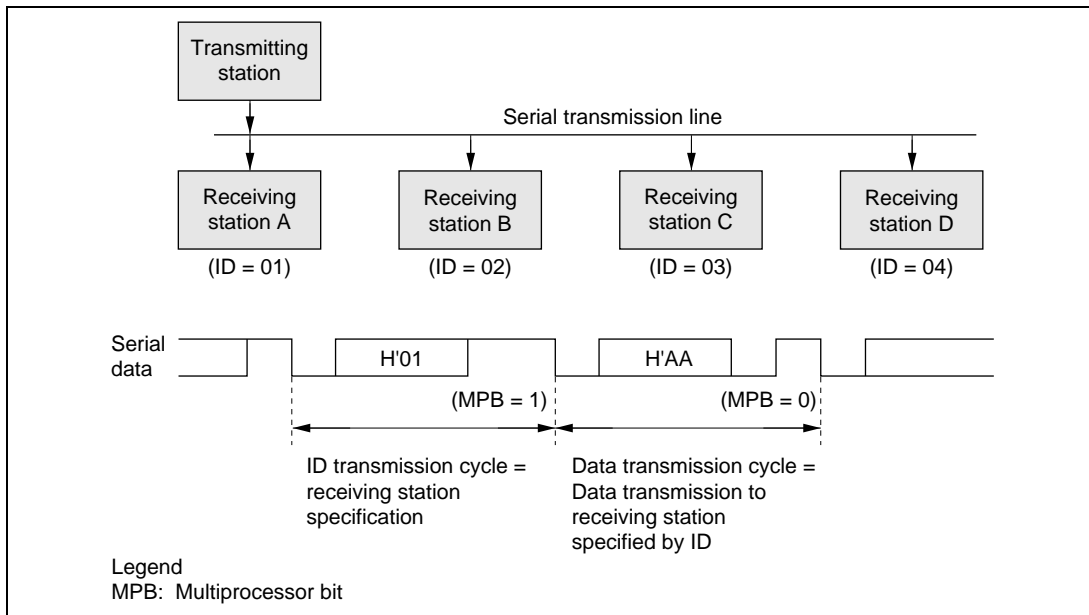 Transmitting
station
Serial transmission line
Receiving
station A
Receiving
station B
Receiving
station C
Receiving
station D
(ID = 01)
(ID = 02)
(ID = 03)
(ID = 04)
Serial
data
H'01
H'AA
(MPB = 1)
(MPB = 0)
ID transmission cycle =
receiving station
specification
Data transmission cycle =
Data transmission to
receiving station
specified by ID
Legend
MPB: Multiprocessor bit